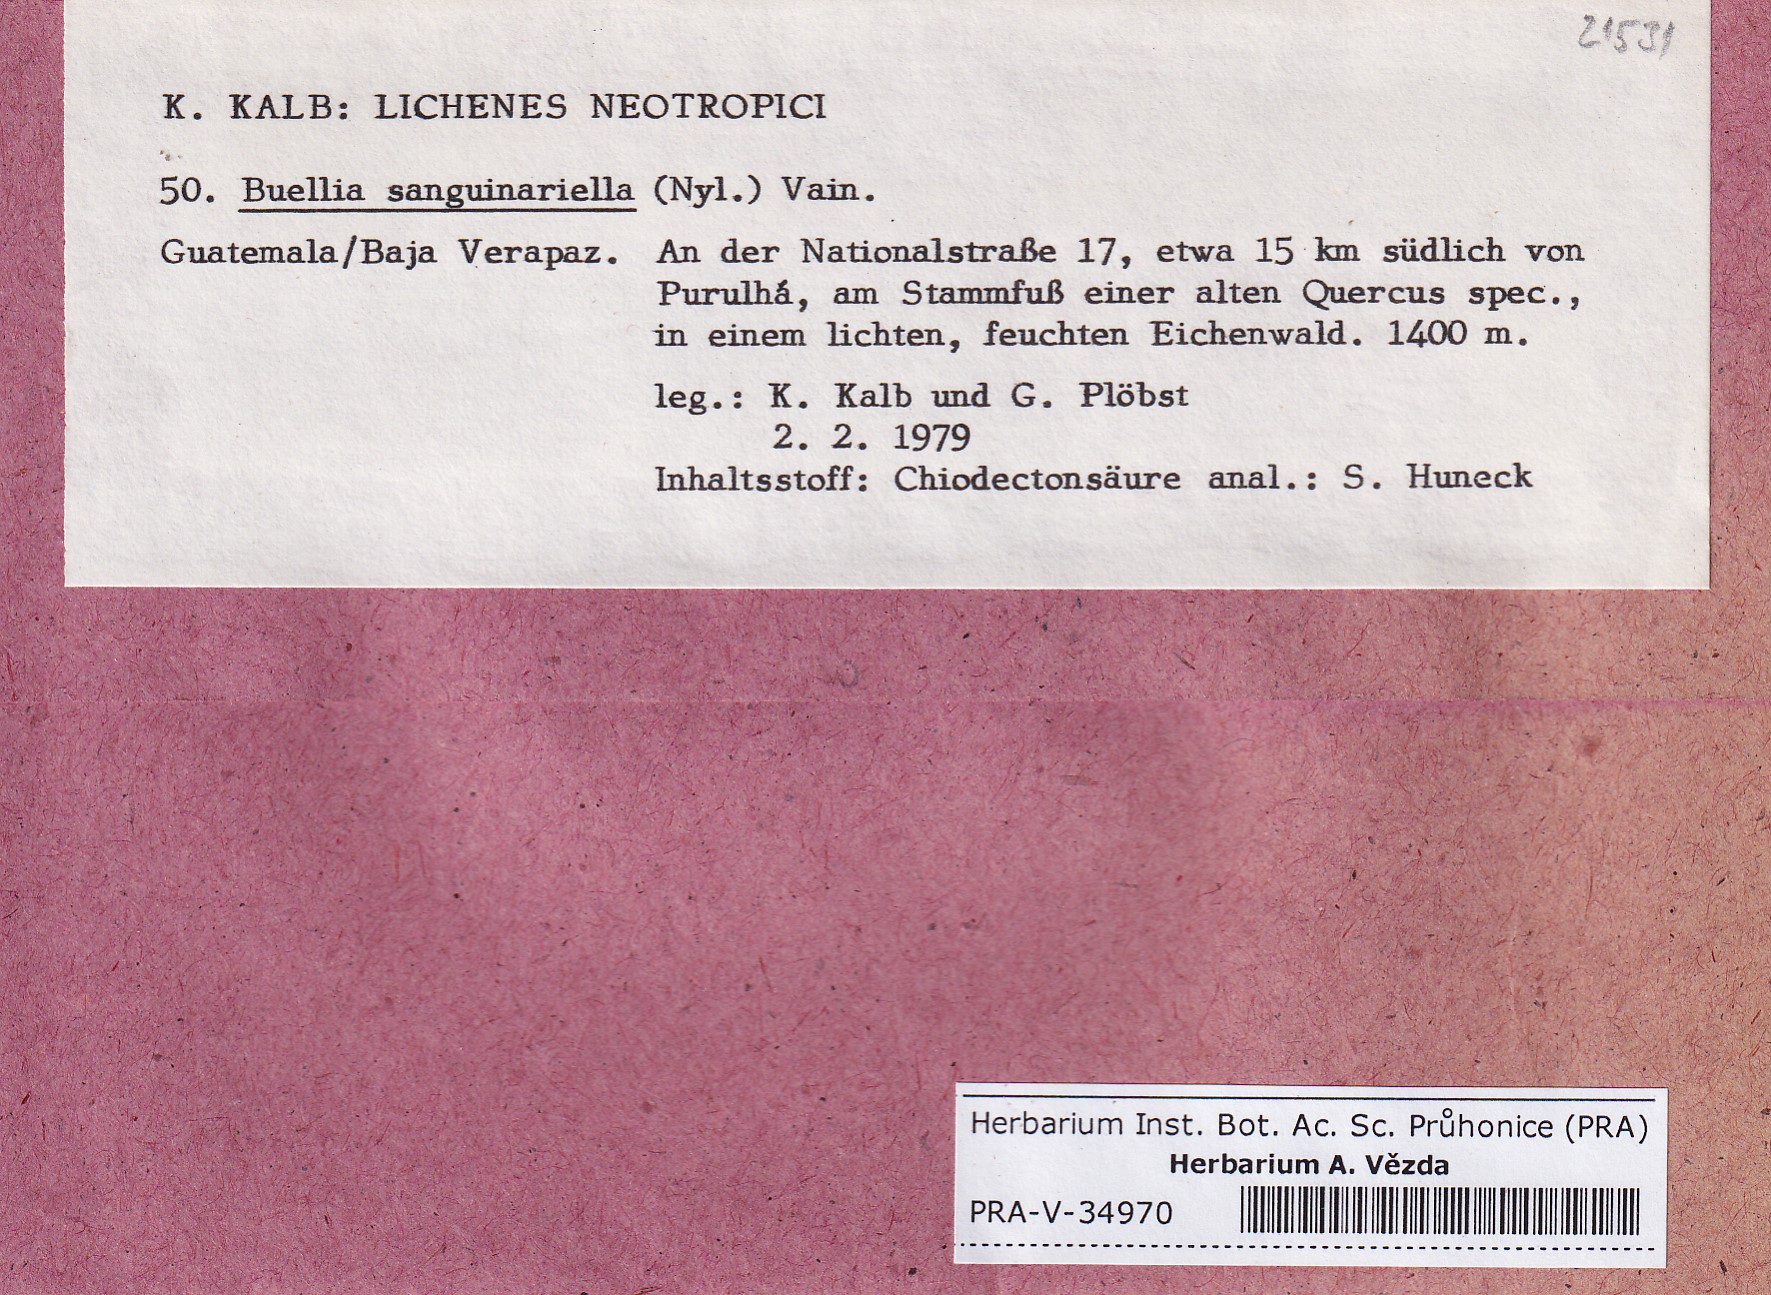 21531
K. KALB: LICHENES NEOTROPICI
50. Buellia sanguinariella (Nyl.) Vain.
Guatemala/Baja Verapaz. An der Nationalstraße 17, etwa 15 km südlich von
Purulhá, am Stammfuß einer alten Quercus spec.,
in einem lichten, feuchten Eichenwald. 1400 m.
leg.: K. Kalb und G. Plöbst
2. 2. 1979
Inhaltsstoff: Chiodectonsäure anal.: S. Huneck
Herbarium Inst. Bot. Ac. Sc. Průhonice (PRA)
Herbarium A. Vězda
PRA-V-34970